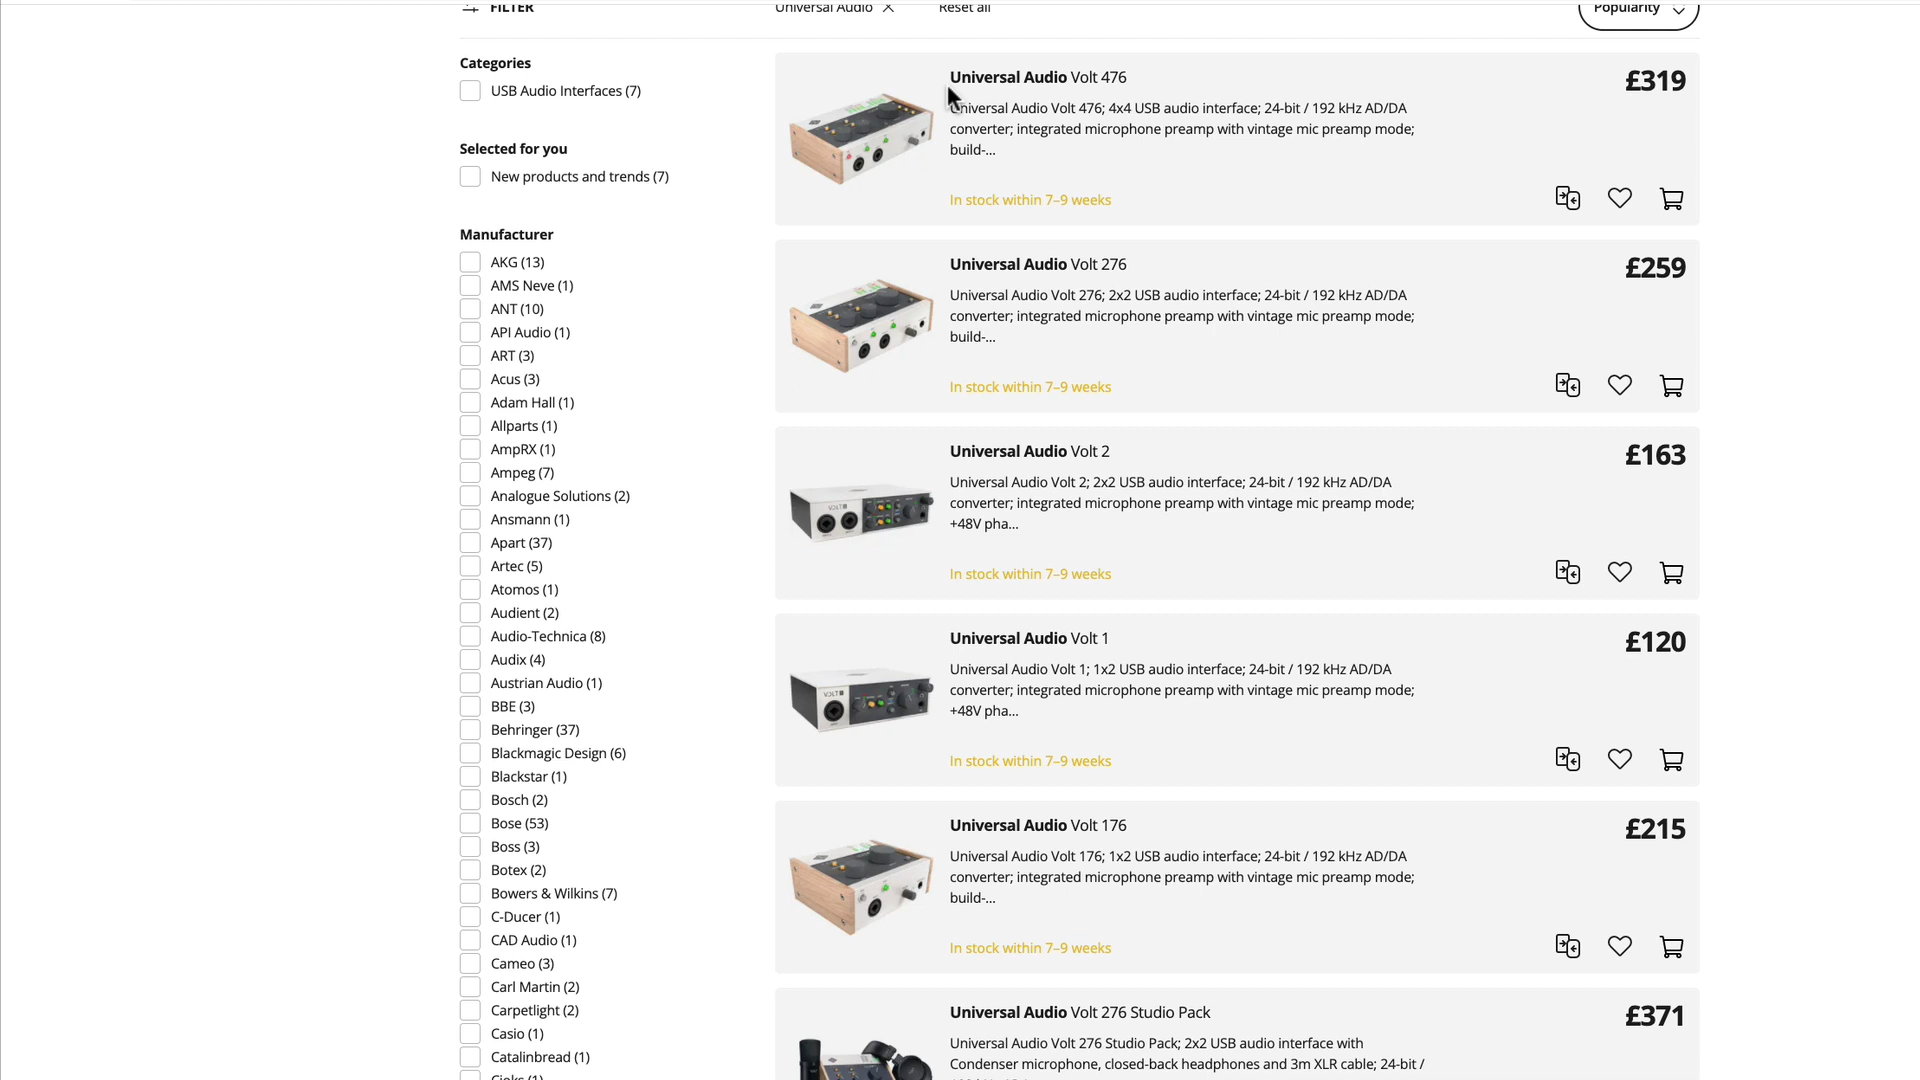 FILTER
Universal Audio
Reset all
Popularity
Categories
USB Audio Interfaces (7)
Selected for you
New products and trends (7)
Manufacturer
AKG (13)
AMS Neve (1)
ANT (10)
API Audio (1)
ART (3)
Acus (3)
Adam Hall (1)
Allparts (1)
AmpRX (1)
Ampeg (7)
Analogue Solutions (2)
Ansmann (1)
Apart (37)
Artec (5)
Atomos (1)
Audient (2)
Audio-Technica (8)
Audix (4)
Austrian Audio (1)
BBE (3)
Behringer (37)
Blackmagic Design (6)
Blackstar (1)
Bosch (2)
Bose (53)
Boss (3)
Botex (2)
Bowers & Wilkins (7)
C-Ducer (1)
CAD Audio (1)
Cameo (3)
Carl Martin (2)
Carpetlight (2)
Casio (1)
Catalinbread (1)
Universal Audio Volt 476
£319
Universal Audio Volt 476; 4x4 USB audio interface; 24-bit / 192 kHz AD/DA
converter; integrated microphone preamp with vintage mic preamp mode;
build-...
In stock within 7–9 weeks
Universal Audio Volt 276
£259
Universal Audio Volt 276; 2x2 USB audio interface; 24-bit / 192 kHz AD/DA
converter; integrated microphone preamp with vintage mic preamp mode;
build-...
In stock within 7–9 weeks
Universal Audio Volt 2
£163
Universal Audio Volt 2; 2x2 USB audio interface; 24-bit / 192 kHz AD/DA
converter; integrated microphone preamp with vintage mic preamp mode;
+48V pha...
In stock within 7–9 weeks
Universal Audio Volt 1
£120
Universal Audio Volt 1; 1x2 USB audio interface; 24-bit / 192 kHz AD/DA
converter; integrated microphone preamp with vintage mic preamp mode;
+48V pha...
In stock within 7–9 weeks
Universal Audio Volt 176
£215
Universal Audio Volt 176; 1x2 USB audio interface; 24-bit / 192 kHz AD/DA
converter; integrated microphone preamp with vintage mic preamp mode;
build-...
In stock within 7–9 weeks
Universal Audio Volt 276 Studio Pack
£371
Universal Audio Volt 276 Studio Pack; 2x2 USB audio interface with
Condenser microphone, closed-back headphones and 3m XLR cable; 24-bit /